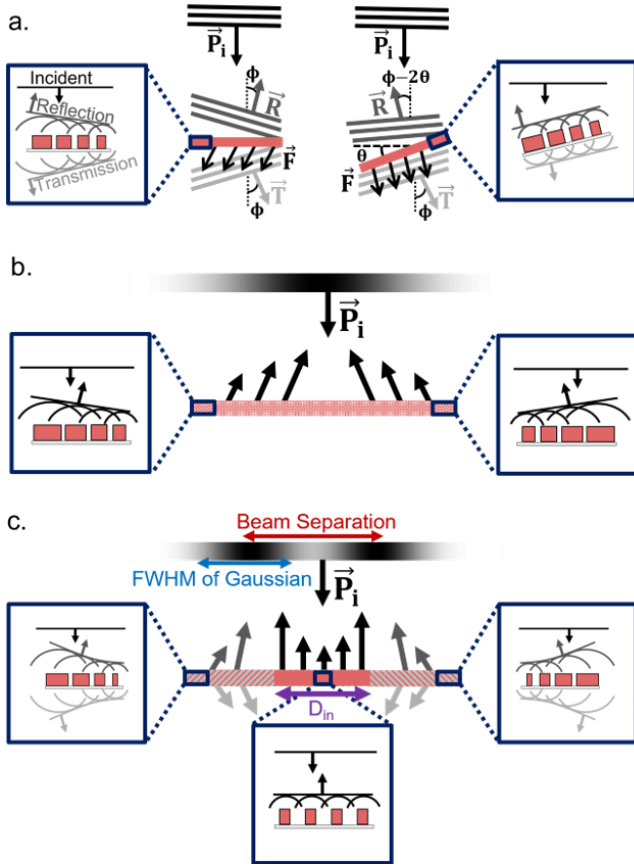 a.
P⃗ᵢ
P⃗ᵢ
Incident
Reflection
Transmission
ϕ
R⃗
F⃗
T⃗
ϕ
ϕ−2θ
R⃗
θ
F⃗
T⃗
ϕ
b.
P⃗ᵢ
c.
Beam Separation
FWHM of Gaussian
P⃗ᵢ
Dᵢₙ